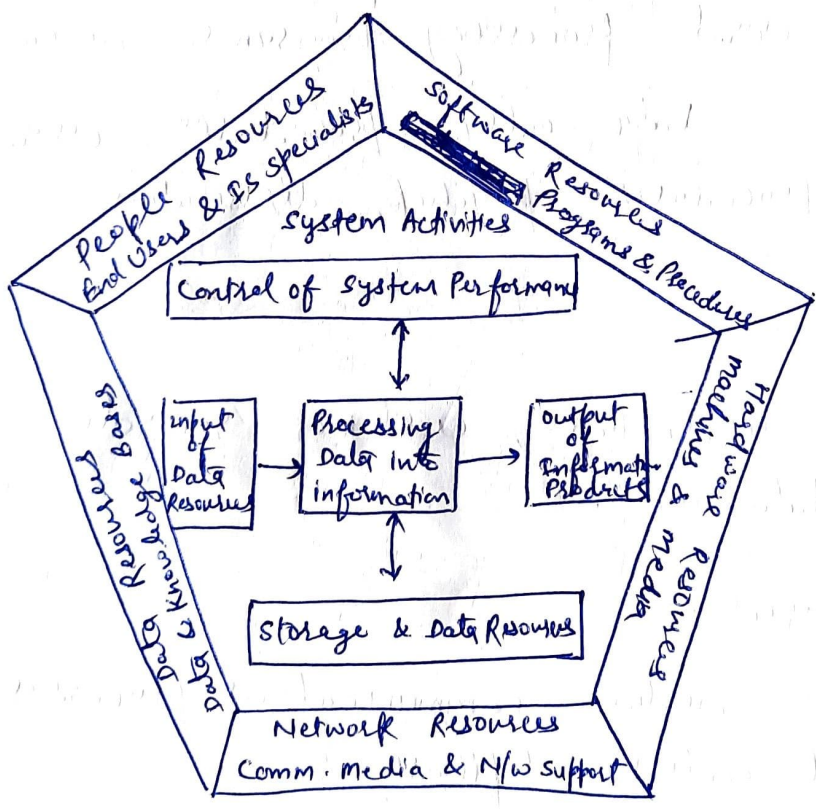 People Resources
End Users & IS Specialists
Software Resources
Programs & Procedures
System Activities
Control of System Performanc
Input
of
Data
Resources
Processing
Data into
information
Output
of
Information
Products
Storage & Data Resources
Data Resources
Data & Knowledge Bases
Hardware Resources
Machines & Media
Network Resources
Comm. Media & N/w Support